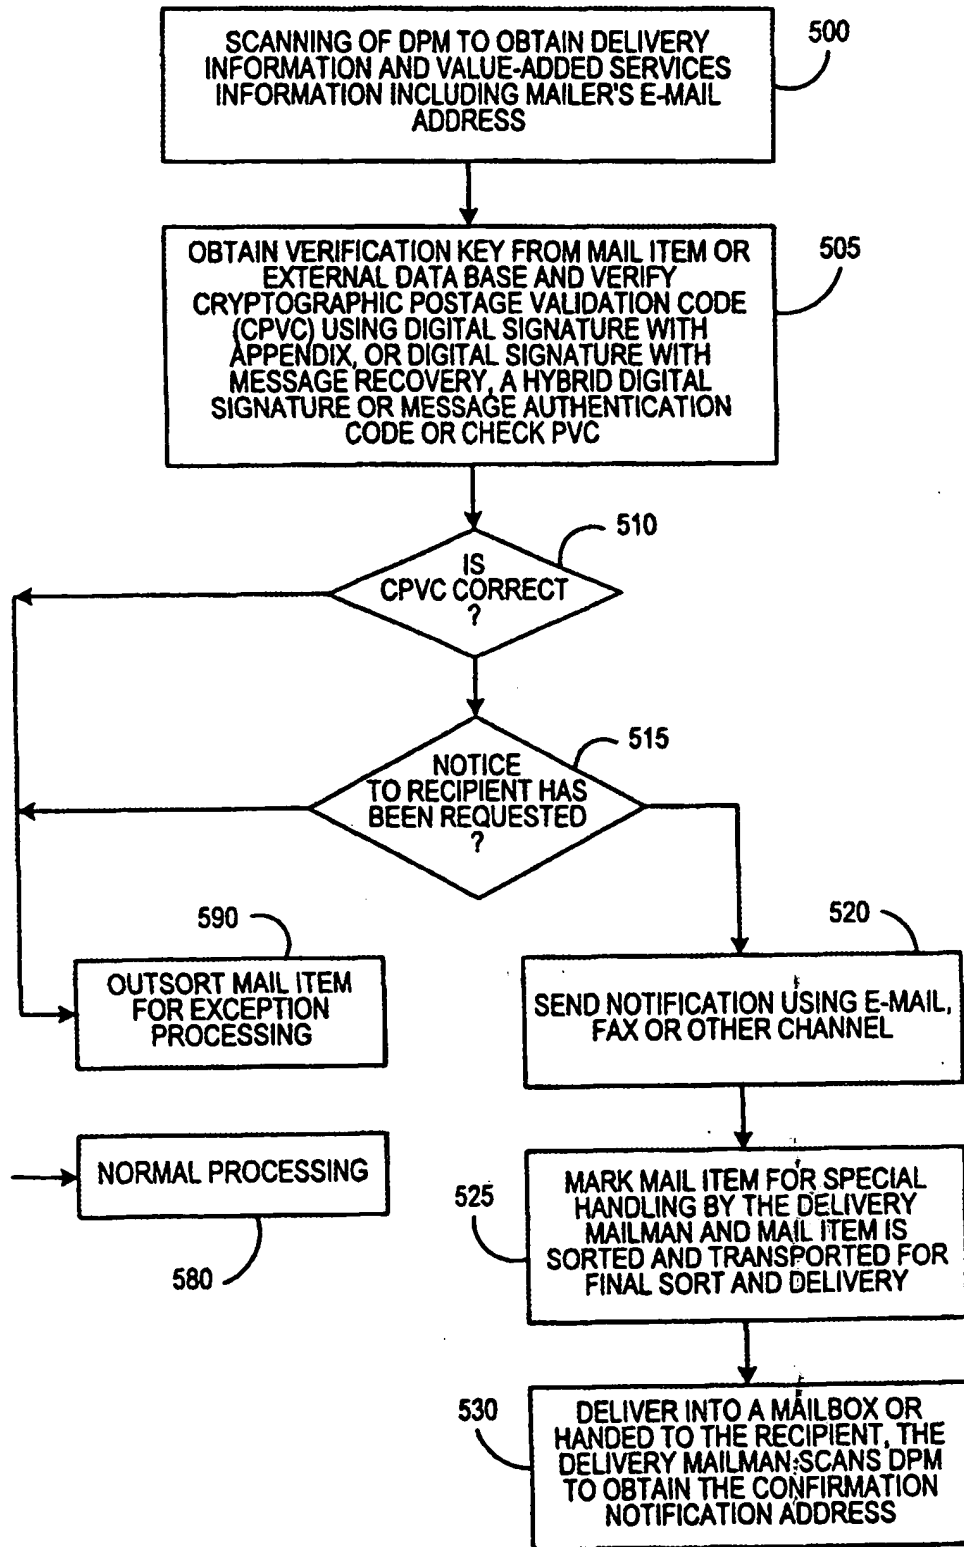 SCANNING OF DPM TO OBTAIN DELIVERY
INFORMATION AND VALUE-ADDED SERVICES
INFORMATION INCLUDING MAILER'S E-MAIL
ADDRESS
500
OBTAIN VERIFICATION KEY FROM MAIL ITEM OR
EXTERNAL DATA BASE AND VERIFY
CRYPTOGRAPHIC POSTAGE VALIDATION CODE
(CPVC) USING DIGITAL SIGNATURE WITH
APPENDIX, OR DIGITAL SIGNATURE WITH
MESSAGE RECOVERY, A HYBRID DIGITAL
SIGNATURE OR MESSAGE AUTHENTICATION
CODE OR CHECK PVC
505
IS
CPVC CORRECT
?
510
NOTICE
TO RECIPIENT HAS
BEEN REQUESTED
?
515
590
OUTSORT MAIL ITEM
FOR EXCEPTION
PROCESSING
520
SEND NOTIFICATION USING E-MAIL,
FAX OR OTHER CHANNEL
NORMAL PROCESSING
580
525
MARK MAIL ITEM FOR SPECIAL
HANDLING BY THE DELIVERY
MAILMAN AND MAIL ITEM IS
SORTED AND TRANSPORTED FOR
FINAL SORT AND DELIVERY
530
DELIVER INTO A MAILBOX OR
HANDED TO THE RECIPIENT, THE
DELIVERY MAILMAN SCANS DPM
TO OBTAIN THE CONFIRMATION
NOTIFICATION ADDRESS